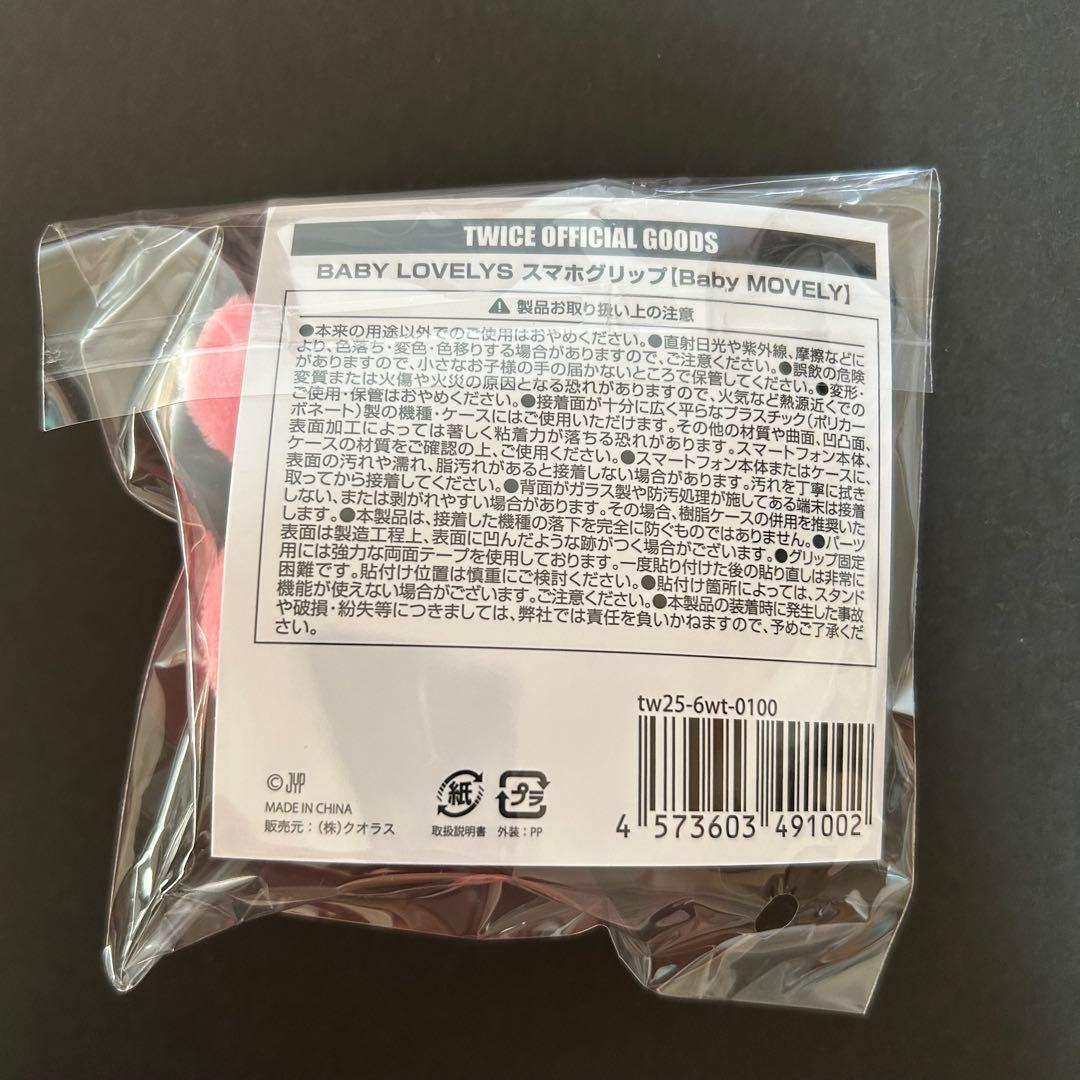 TWICE OFFICIAL GOODS
BABY LOVELYS スマホグリップ【Baby MOVELY】
⚠ 製品お取り扱い上の注意
●本来の用途以外でのご使用はおやめください。●直射日光や紫外線、摩擦などに
より、色落ち・変色・色移りする場合がありますので、ご注意ください。●誤飲の危険
がありますので、小さなお子様の手の届かないところで保管してください。●変形・
変質または火傷や火災の原因となる恐れがありますので、火気など熱源近くでの
ご使用・保管はおやめください。●接着面が十分に広く平らなプラスチック(ポリカー
ボネート)製の機種・ケースにはご使用いただけます。その他の材質や曲面、凹凸面、
表面加工によっては著しく粘着力が落ちる恐れがあります。スマートフォン本体、
ケースの材質をご確認の上、ご使用ください。●スマートフォン本体またはケースに、
表面の汚れや濡れ、脂汚れがあると接着しない場合があります。汚れを丁寧に拭き
取ってから接着してください。●背面がガラス製や防汚処理が施してある端末は接着
しない、または剥がれやすい場合があります。その場合、樹脂ケースの併用を推奨いた
します。●本製品は、接着した機種の落下を完全に防ぐものではありません。●パーツ
表面は製造工程上、表面に凹んだような跡がつく場合がございます。●グリップ固定
用には強力な両面テープを使用しております。一度貼り付けた後の貼り直しは非常に
困難です。貼付け位置は慎重にご検討ください。●貼付け箇所によっては、スタンド
機能が使えない場合がございます。ご注意ください。●本製品の装着時に発生した事故
や破損・紛失等につきましては、弊社では責任を負いかねますので、予めご了承くだ
さい。
tw25-6wt-0100
© JYP
MADE IN CHINA
販売元：(株)クオラス
紙
取扱説明書
プラ
外装：PP
4 573603 491002